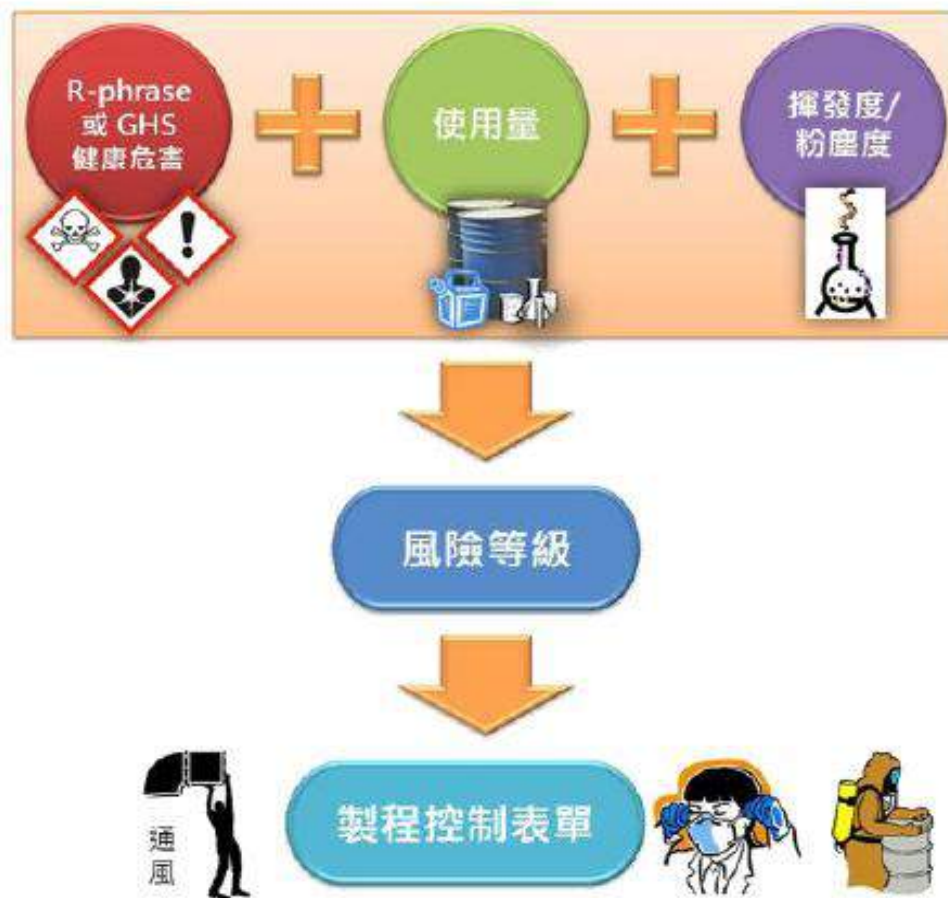 R-phrase
或 GHS
健康危害
使用量
揮發度/
粉塵度
風險等級
製程控制表單
通
風